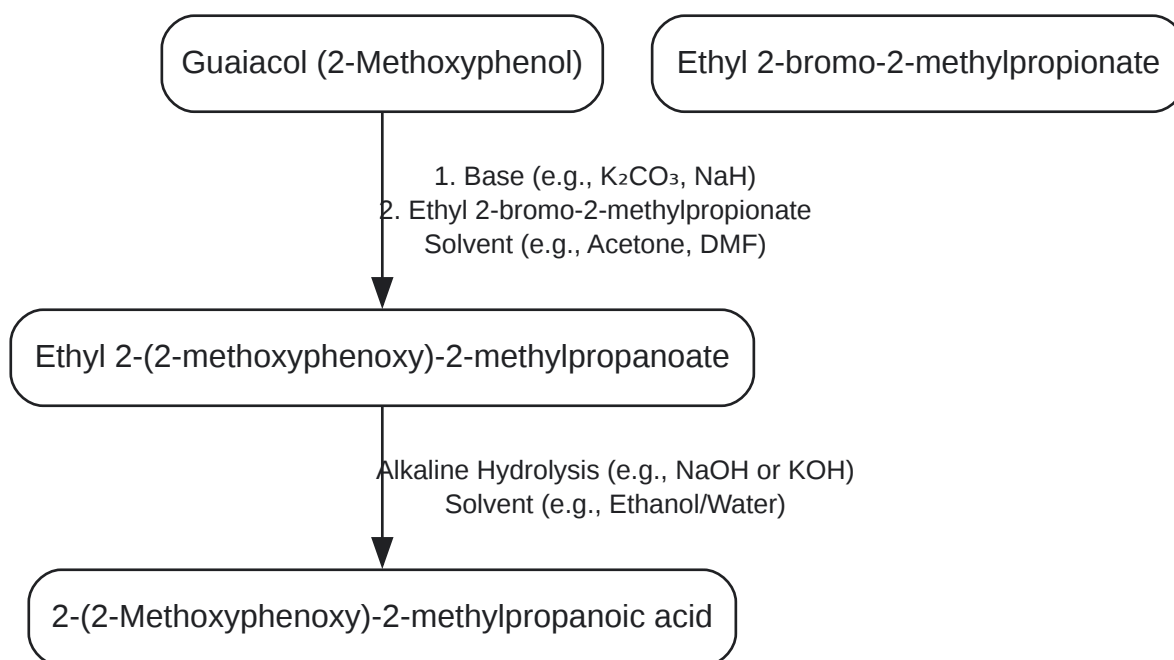 Guaiacol (2-Methoxyphenol)
Ethyl 2-bromo-2-methylpropionate
1. Base (e.g., K₂CO₃, NaH)
2. Ethyl 2-bromo-2-methylpropionate
Solvent (e.g., Acetone, DMF)
Ethyl 2-(2-methoxyphenoxy)-2-methylpropanoate
Alkaline Hydrolysis (e.g., NaOH or KOH)
Solvent (e.g., Ethanol/Water)
2-(2-Methoxyphenoxy)-2-methylpropanoic acid